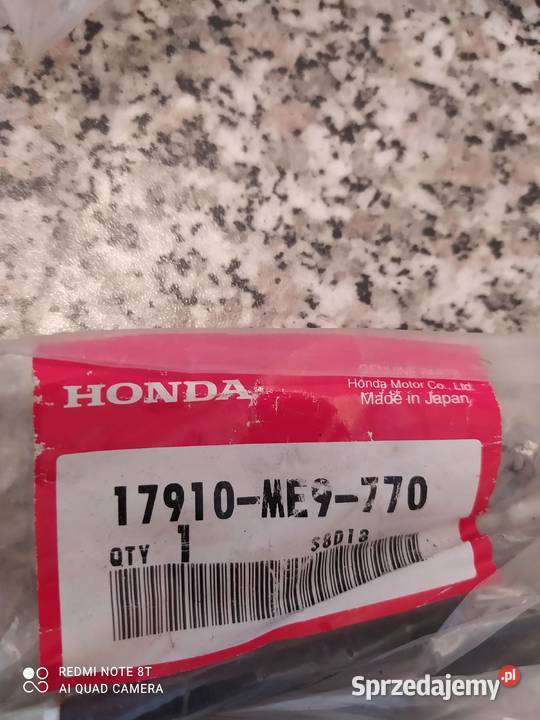 GENUINE PARTS
HONDA
Honda Motor Co., Ltd.
Made in Japan
17910-ME9-770
QTY 1 S8D13
REDMI NOTE 8T
AI QUAD CAMERA
Sprzedajemy.pl